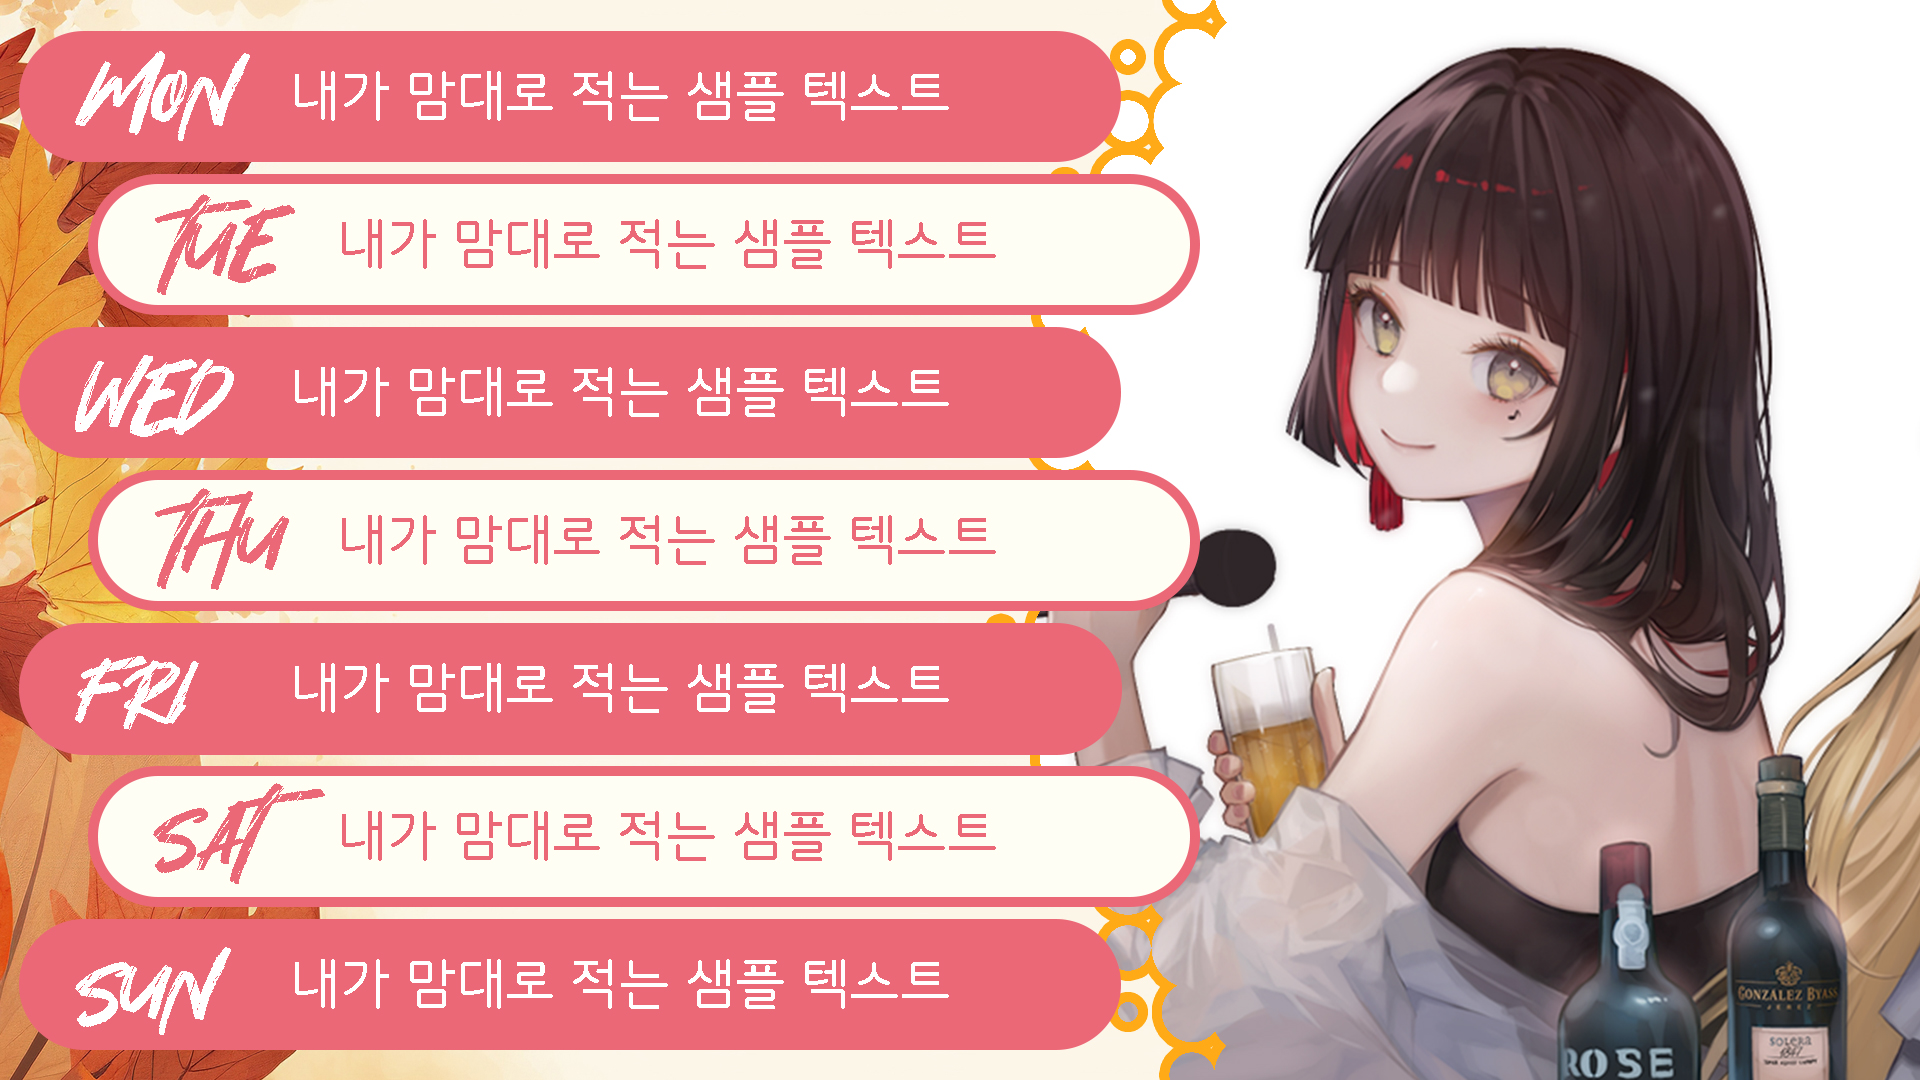 MON 내가 맘대로 적는 샘플 텍스트
TUE 내가 맘대로 적는 샘플 텍스트
WED 내가 맘대로 적는 샘플 텍스트
THU 내가 맘대로 적는 샘플 텍스트
FRI 내가 맘대로 적는 샘플 텍스트
SAT 내가 맘대로 적는 샘플 텍스트
SUN 내가 맘대로 적는 샘플 텍스트
GONZALEZ BYASS
JEREZ
SOLERA
1847
ROSE